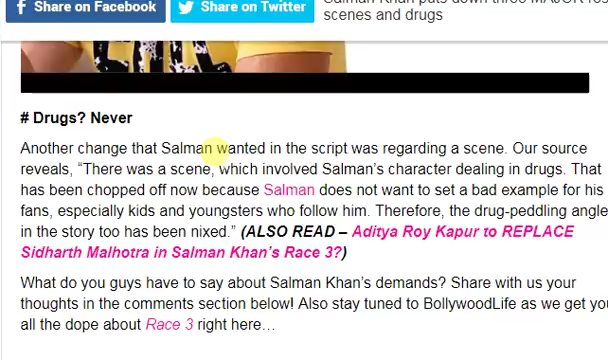 Share on Facebook
Share on Twitter
Salman Khan puts down three MAJOR
scenes and drugs
# Drugs? Never
Another change that Salman wanted in the script was regarding a scene. Our source
reveals, “There was a scene, which involved Salman’s character dealing in drugs. That
has been chopped off now because Salman does not want to set a bad example for his
fans, especially kids and youngsters who follow him. Therefore, the drug-peddling angle
in the story too has been nixed.” (ALSO READ – Aditya Roy Kapur to REPLACE
Sidharth Malhotra in Salman Khan’s Race 3?)
What do you guys have to say about Salman Khan’s demands? Share with us your
thoughts in the comments section below! Also stay tuned to BollywoodLife as we get
all the dope about Race 3 right here…